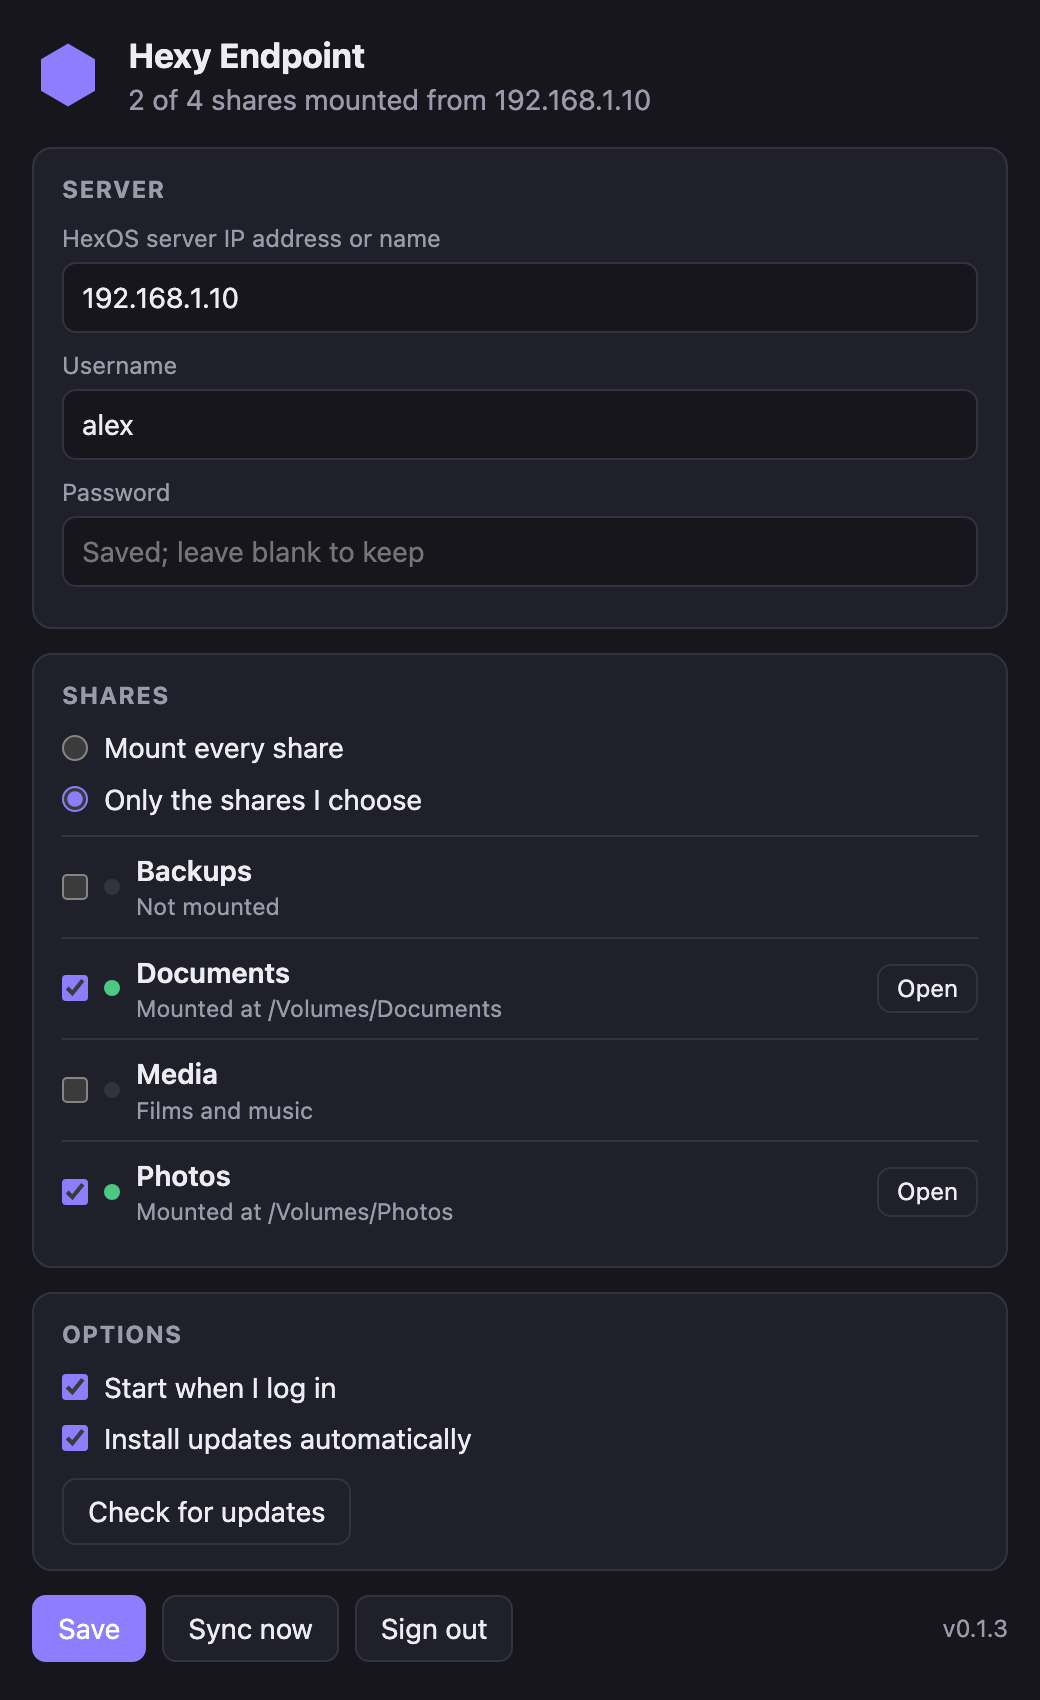 Hexy Endpoint
2 of 4 shares mounted from 192.168.1.10
SERVER
HexOS server IP address or name
192.168.1.10
Username
alex
Password
Saved; leave blank to keep
SHARES
Mount every share
Only the shares I choose
Backups
Not mounted
Documents
Mounted at /Volumes/Documents
Open
Media
Films and music
Photos
Mounted at /Volumes/Photos
Open
OPTIONS
Start when I log in
Install updates automatically
Check for updates
Save Sync now Sign out v0.1.3